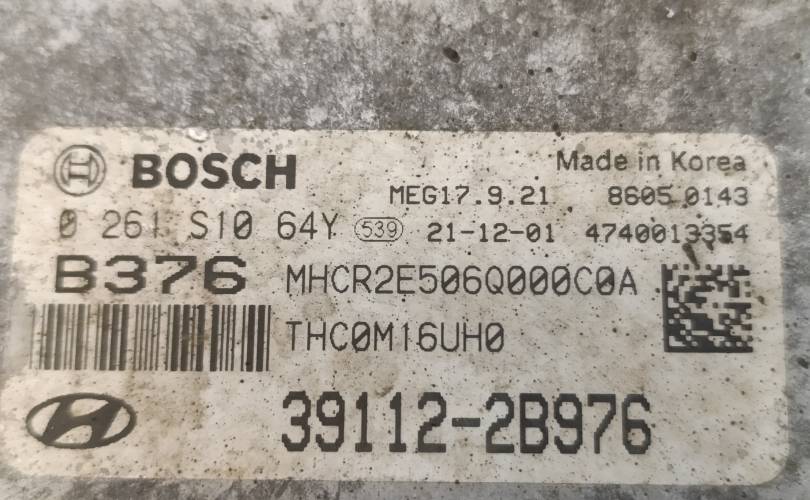 BOSCH Made in Korea
MEG17.9.21 8605 0143
0 261 S10 64Y 539 21-12-01 4740013354
B376 MHCR2E506Q000C0A
THC0M16UH0
39112-2B976